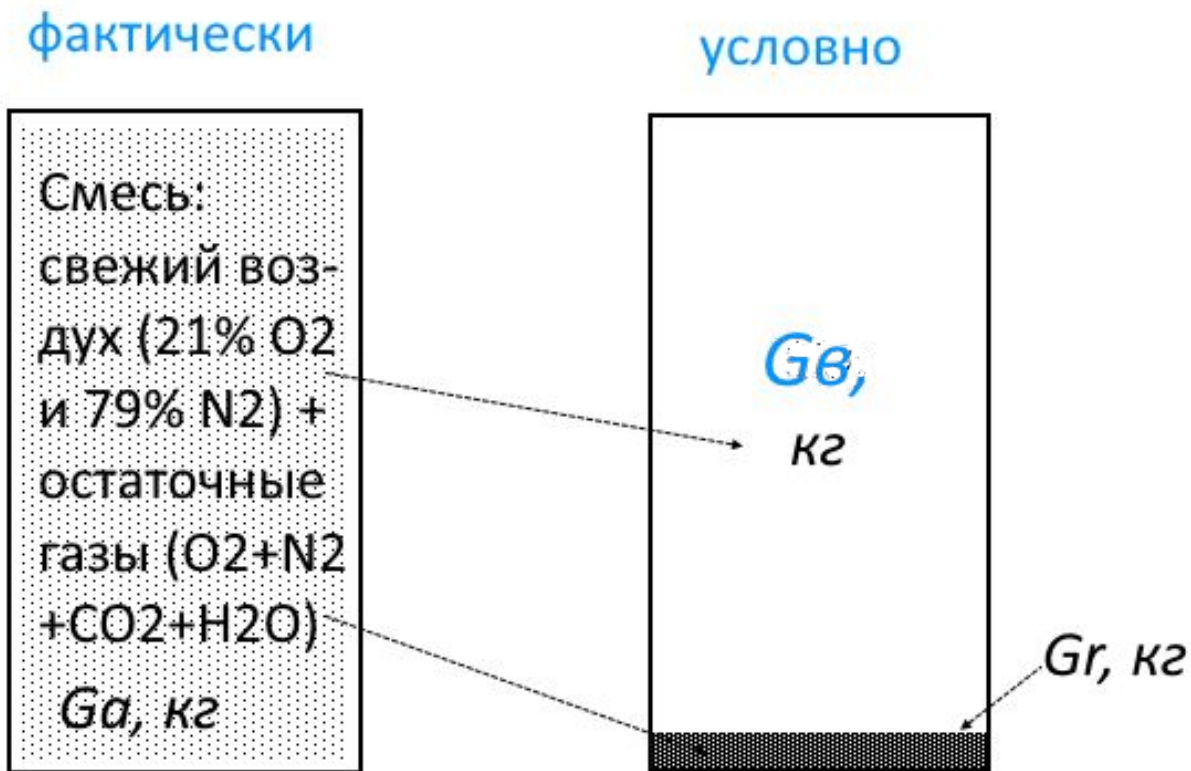 фактически
условно
Смесь:
свежий воз-
дух (21% O2
и 79% N2) +
остаточные
газы (O2+N2
+CO2+H2O)
Ga, кг
Gв,
кг
Gr, кг